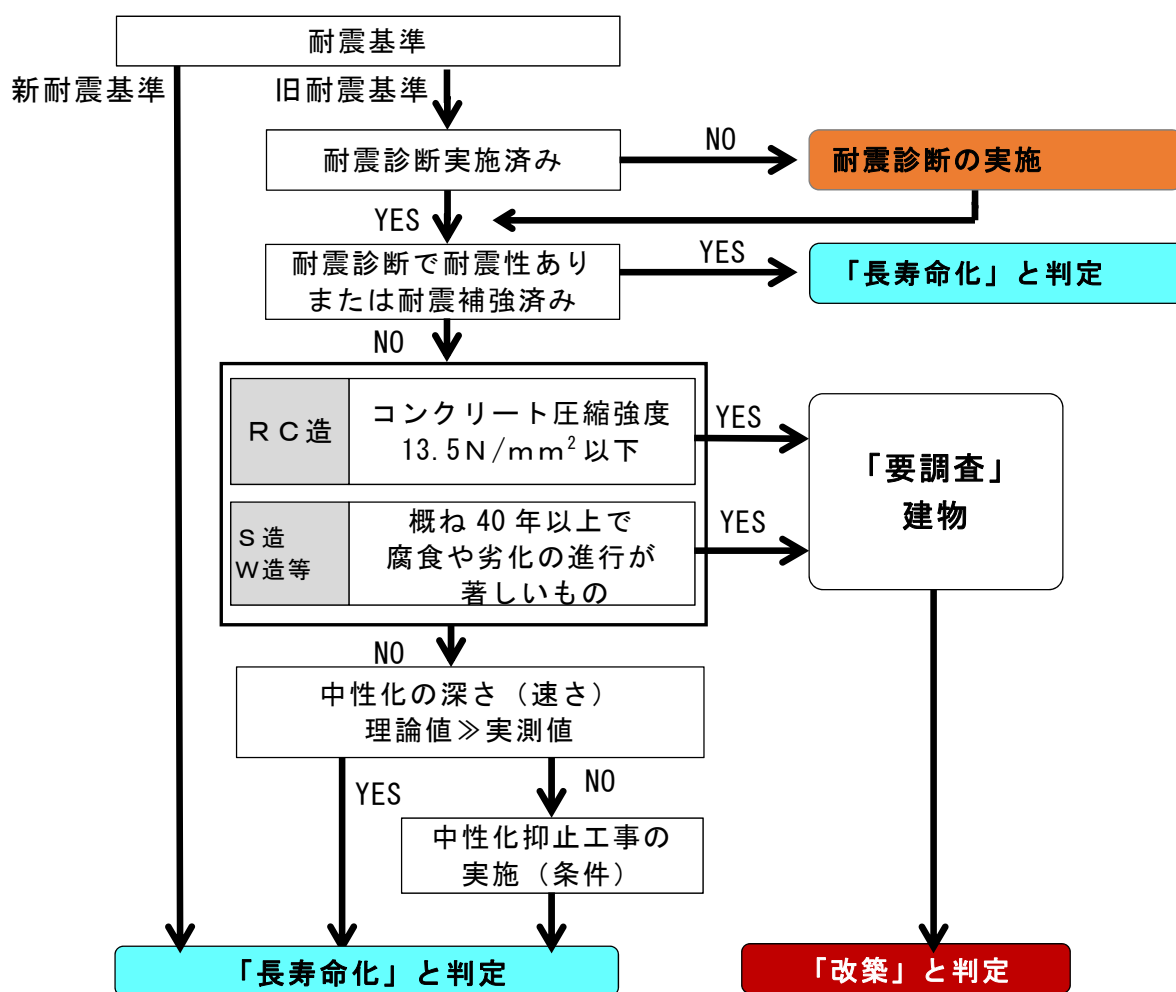 耐震基準
新耐震基準
旧耐震基準
耐震診断実施済み
NO
耐震診断の実施
YES
耐震診断で耐震性あり
または耐震補強済み
YES
「長寿命化」と判定
NO
RC造
コンクリート圧縮強度
13.5N/mm²以下
YES
「要調査」
建物
S造
W造等
概ね40年以上で
腐食や劣化の進行が
著しいもの
YES
NO
中性化の深さ（速さ）
理論値≫実測値
YES
NO
中性化抑止工事の
実施（条件）
「長寿命化」と判定
「改築」と判定